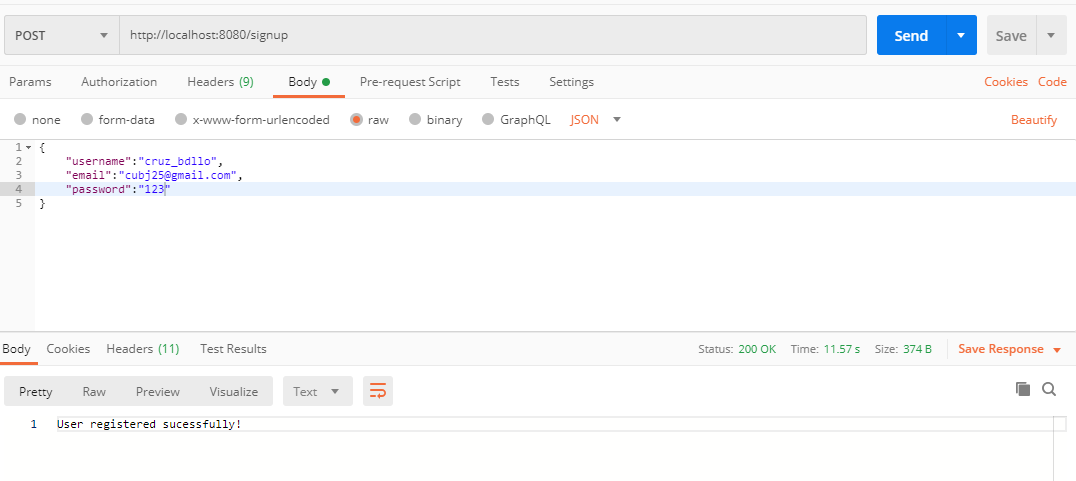 POST http://localhost:8080/signup Send Save
Params Authorization Headers (9) Body Pre-request Script Tests Settings Cookies Code
none form-data x-www-form-urlencoded raw binary GraphQL JSON Beautify
1 {
2 "username":"cruz_bdllo",
3 "email":"cubj25@gmail.com",
4 "password":"123"
5 }
Body Cookies Headers (11) Test Results Status: 200 OK Time: 11.57 s Size: 374 B Save Response
Pretty Raw Preview Visualize Text
1 User registered sucessfully!